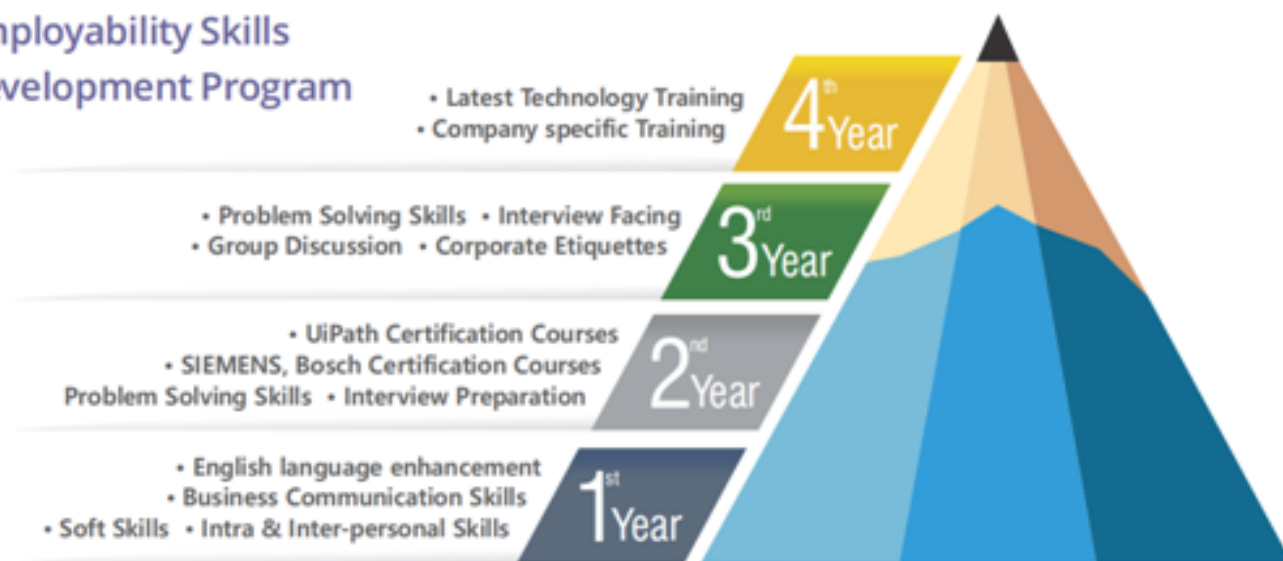 mployability Skills
velopment Program
• Latest Technology Training
• Company specific Training
4th Year
• Problem Solving Skills • Interview Facing
• Group Discussion • Corporate Etiquettes
3rd Year
• UiPath Certification Courses
• SIEMENS, Bosch Certification Courses
Problem Solving Skills • Interview Preparation
2nd Year
• English language enhancement
• Business Communication Skills
• Soft Skills • Intra & Inter-personal Skills
1st Year